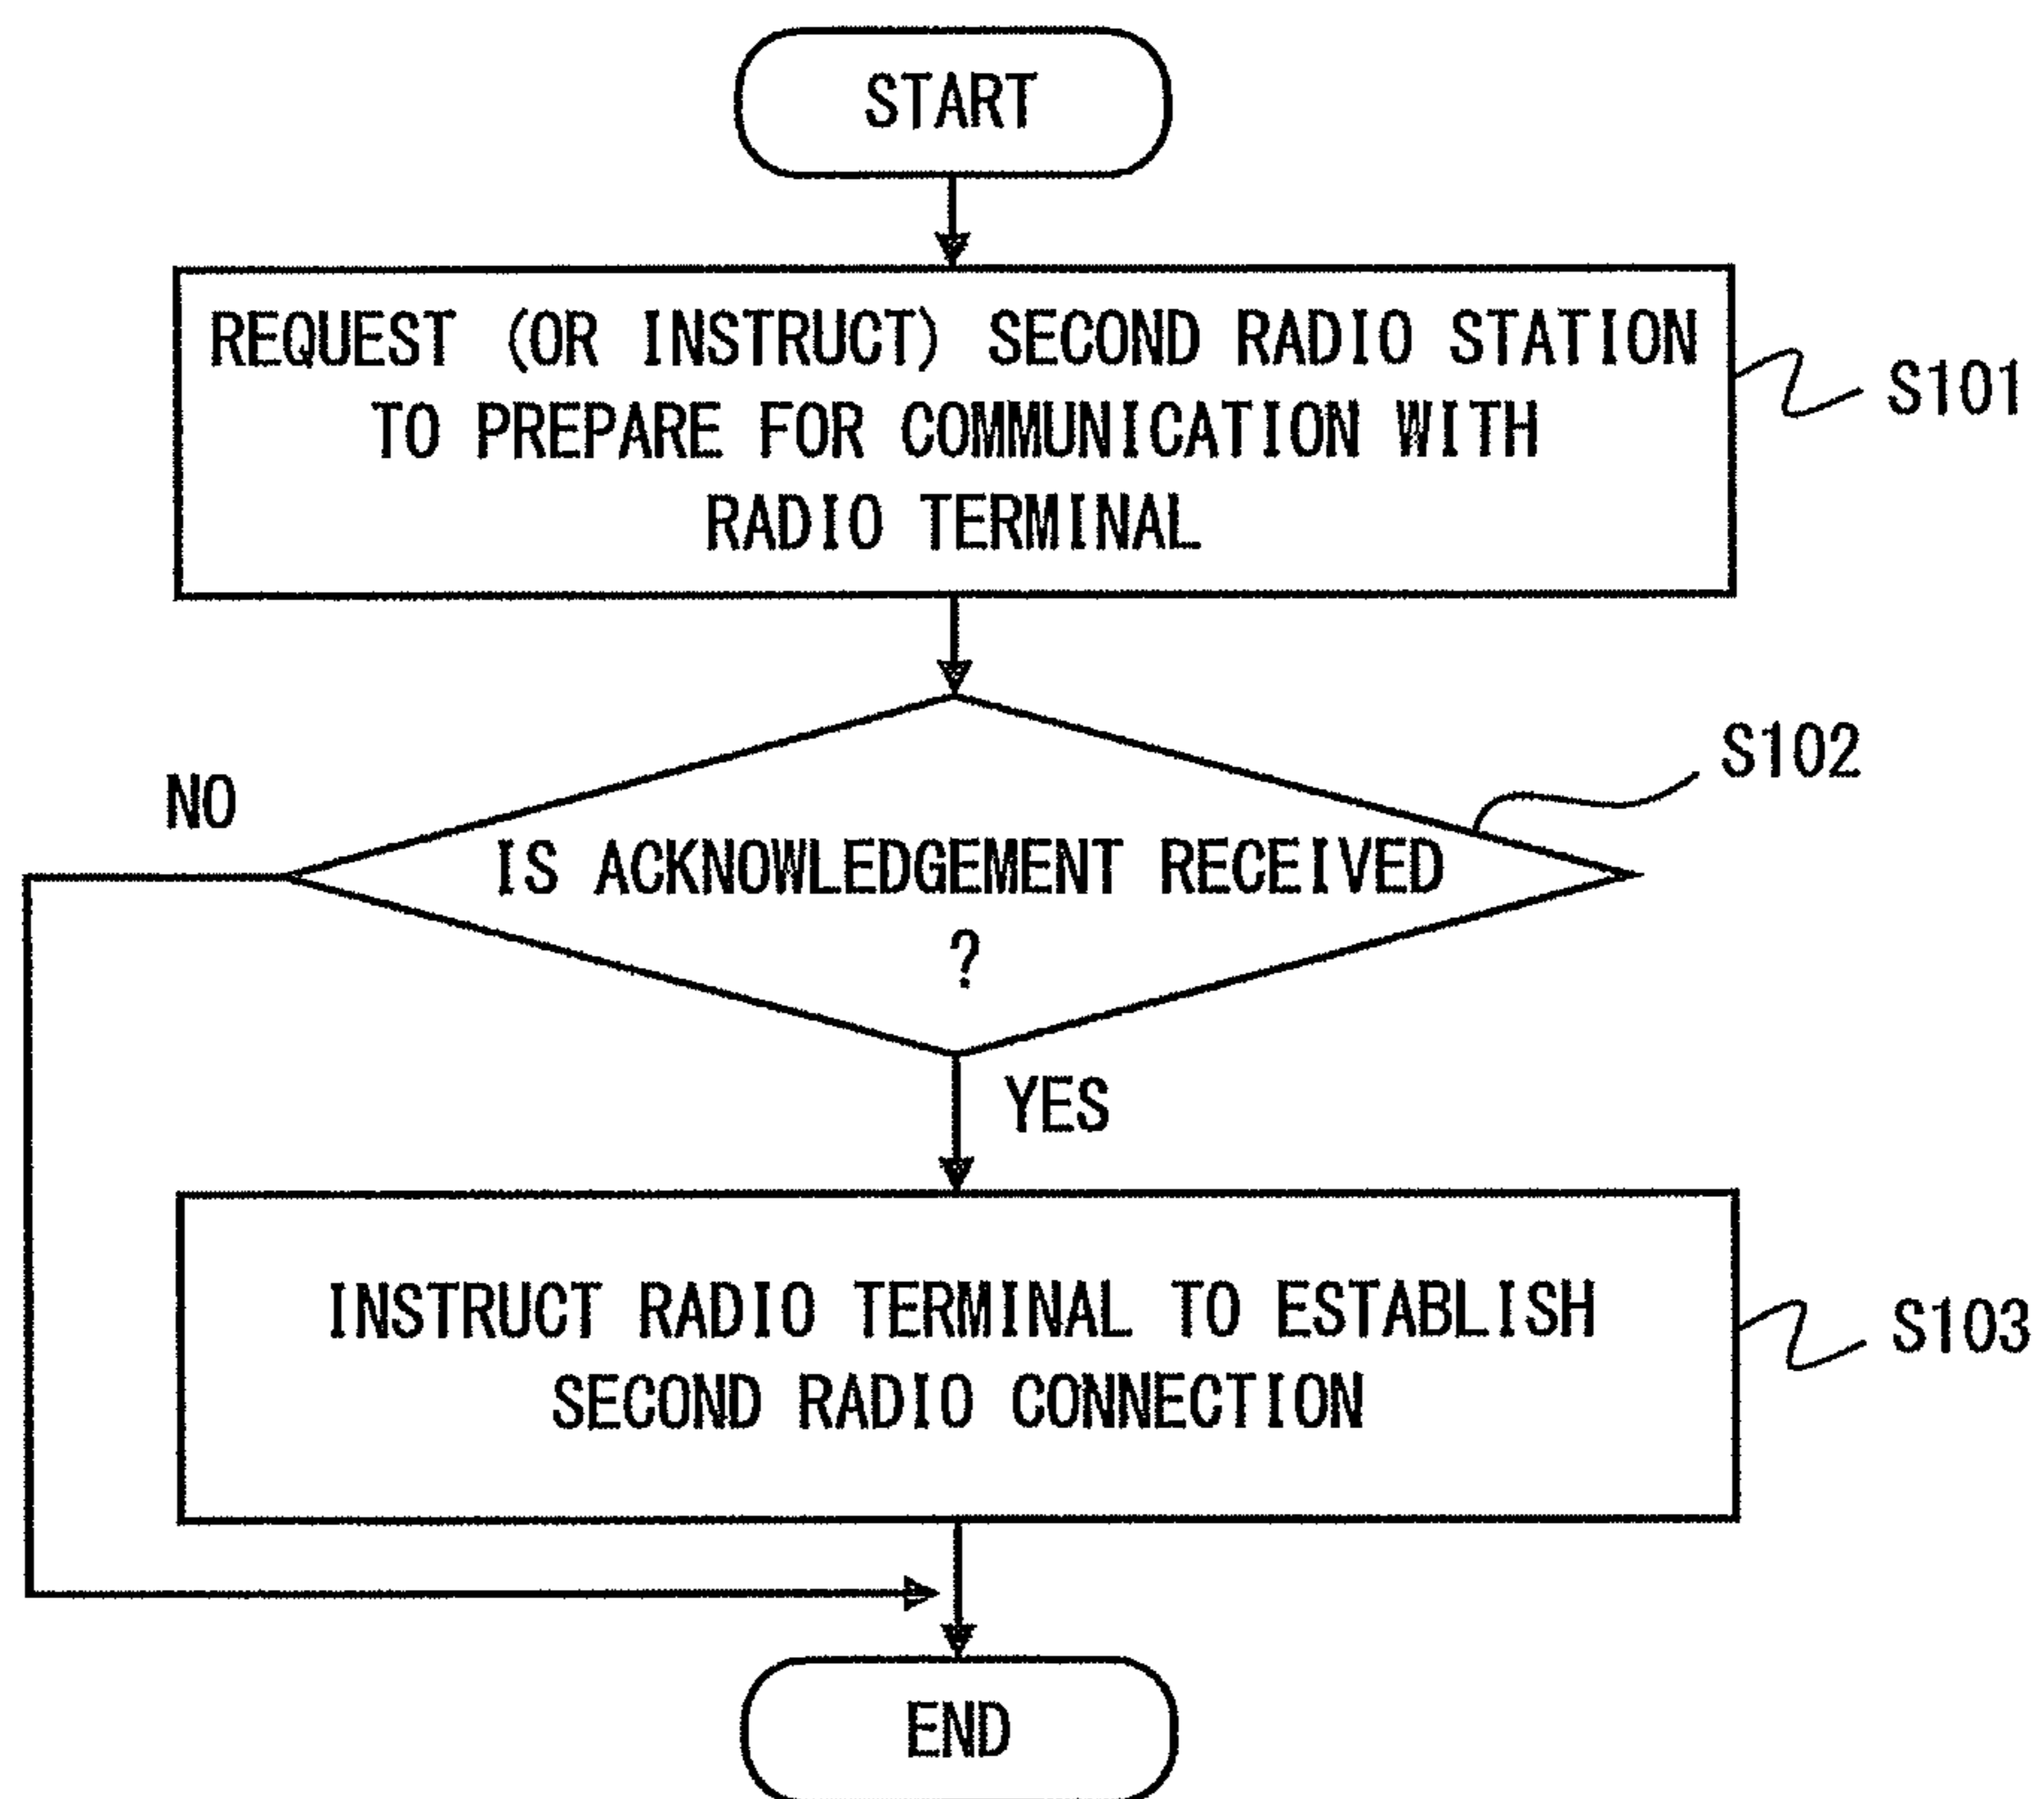 START
REQUEST (OR INSTRUCT) SECOND RADIO STATION
TO PREPARE FOR COMMUNICATION WITH
RADIO TERMINAL
S101
S102
NO
IS ACKNOWLEDGEMENT RECEIVED
?
YES
INSTRUCT RADIO TERMINAL TO ESTABLISH
SECOND RADIO CONNECTION
S103
END